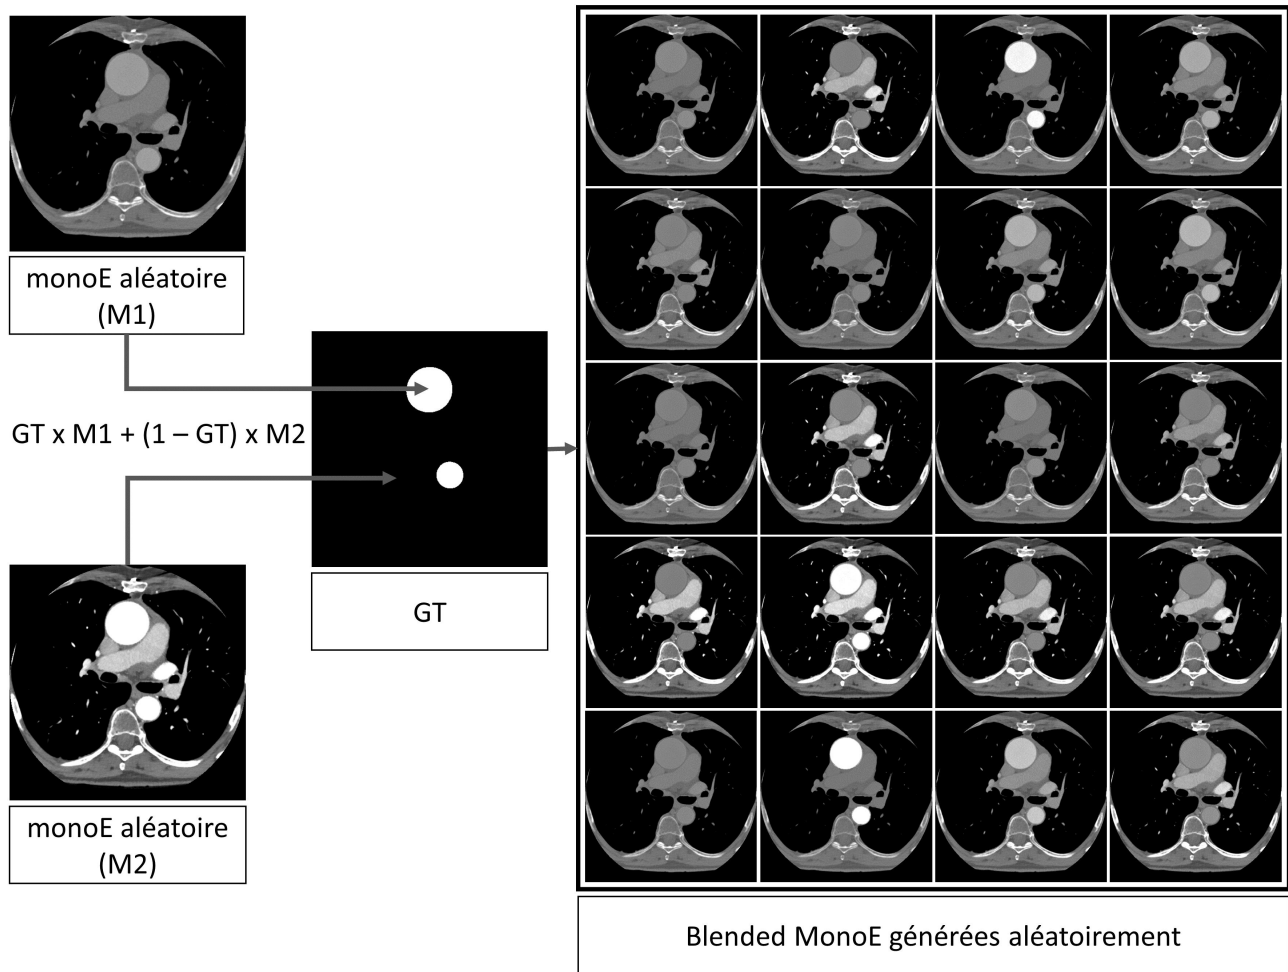 monoE aléatoire
(M1)
GT x M1 + (1 – GT) x M2
GT
monoE aléatoire
(M2)
Blended MonoE générées aléatoirement